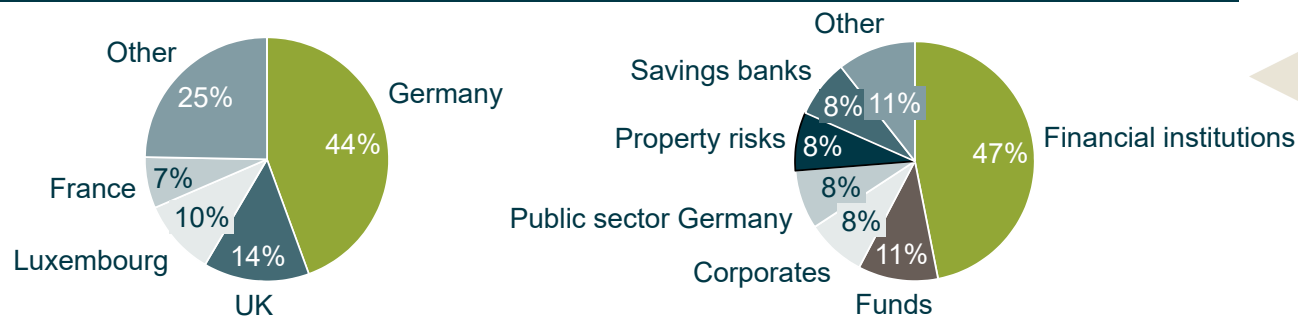 Other
25%
Germany
44%
France
7%
10%
Luxembourg
14%
UK
Other
Savings banks
8%
11%
Property risks
8%
47%
Financial institutions
8%
Public sector Germany
8%
Corporates
11%
Funds